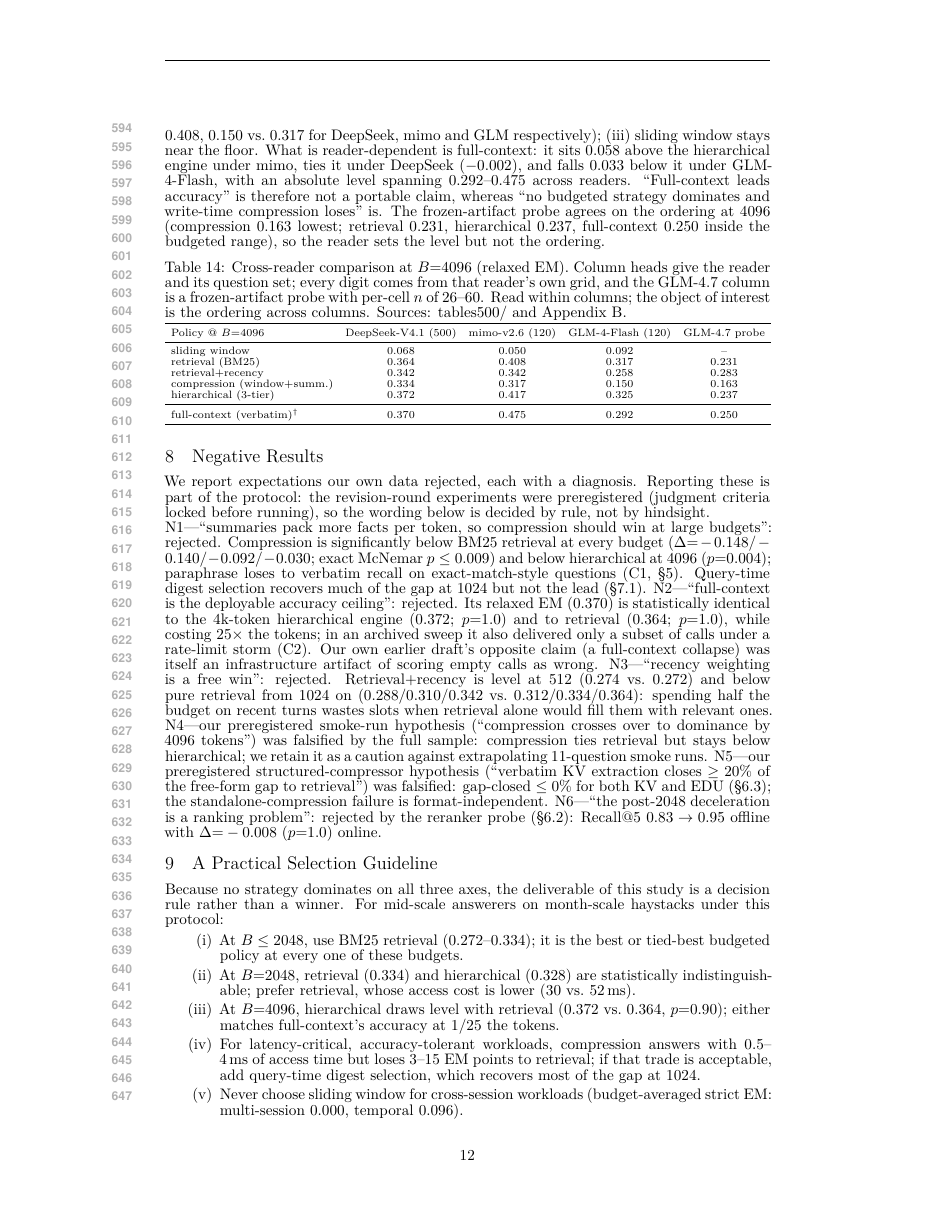 594
595
596
597
598
599
600
601
602
603
604
605
606
607
608
609
610
611
612
613
614
615
616
617
618
619
620
621
622
623
624
625
626
627
628
629
630
631
632
633
634
635
636
637
638
639
640
641
642
643
644
645
646
647
0.408, 0.150 vs. 0.317 for DeepSeek, mimo and GLM respectively); (iii) sliding window stays
near the floor. What is reader-dependent is full-context: it sits 0.058 above the hierarchical
engine under mimo, ties it under DeepSeek (−0.002), and falls 0.033 below it under GLM-
4-Flash, with an absolute level spanning 0.292–0.475 across readers. “Full-context leads
accuracy” is therefore not a portable claim, whereas “no budgeted strategy dominates and
write-time compression loses” is. The frozen-artifact probe agrees on the ordering at 4096
(compression 0.163 lowest; retrieval 0.231, hierarchical 0.237, full-context 0.250 inside the
budgeted range), so the reader sets the level but not the ordering.
Table 14: Cross-reader comparison at B=4096 (relaxed EM). Column heads give the reader
and its question set; every digit comes from that reader's own grid, and the GLM-4.7 column
is a frozen-artifact probe with per-cell n of 26–60. Read within columns; the object of interest
is the ordering across columns. Sources: tables500/ and Appendix B.
Policy @ B=4096 DeepSeek-V4.1 (500) mimo-v2.6 (120) GLM-4-Flash (120) GLM-4.7 probe
sliding window 0.068 0.050 0.092 –
retrieval (BM25) 0.364 0.408 0.317 0.231
retrieval+recency 0.342 0.342 0.258 0.283
compression (window+summ.) 0.334 0.317 0.150 0.163
hierarchical (3-tier) 0.372 0.417 0.325 0.237
full-context (verbatim)† 0.370 0.475 0.292 0.250
8 Negative Results
We report expectations our own data rejected, each with a diagnosis. Reporting these is
part of the protocol: the revision-round experiments were preregistered (judgment criteria
locked before running), so the wording below is decided by rule, not by hindsight.
N1—“summaries pack more facts per token, so compression should win at large budgets”:
rejected. Compression is significantly below BM25 retrieval at every budget (Δ=−0.148/−
0.140/−0.092/−0.030; exact McNemar p ≤ 0.009) and below hierarchical at 4096 (p=0.004);
paraphrase loses to verbatim recall on exact-match-style questions (C1, §5). Query-time
digest selection recovers much of the gap at 1024 but not the lead (§7.1). N2—“full-context
is the deployable accuracy ceiling”: rejected. Its relaxed EM (0.370) is statistically identical
to the 4k-token hierarchical engine (0.372; p=1.0) and to retrieval (0.364; p=1.0), while
costing 25× the tokens; in an archived sweep it also delivered only a subset of calls under a
rate-limit storm (C2). Our own earlier draft's opposite claim (a full-context collapse) was
itself an infrastructure artifact of scoring empty calls as wrong. N3—“recency weighting
is a free win”: rejected. Retrieval+recency is level at 512 (0.274 vs. 0.272) and below
pure retrieval from 1024 on (0.288/0.310/0.342 vs. 0.312/0.334/0.364): spending half the
budget on recent turns wastes slots when retrieval alone would fill them with relevant ones.
N4—our preregistered smoke-run hypothesis (“compression crosses over to dominance by
4096 tokens”) was falsified by the full sample: compression ties retrieval but stays below
hierarchical; we retain it as a caution against extrapolating 11-question smoke runs. N5—our
preregistered structured-compressor hypothesis (“verbatim KV extraction closes ≥ 20% of
the free-form gap to retrieval”) was falsified: gap-closed ≤ 0% for both KV and EDU (§6.3);
the standalone-compression failure is format-independent. N6—“the post-2048 deceleration
is a ranking problem”: rejected by the reranker probe (§6.2): Recall@5 0.83 → 0.95 offline
with Δ=−0.008 (p=1.0) online.
9 A Practical Selection Guideline
Because no strategy dominates on all three axes, the deliverable of this study is a decision
rule rather than a winner. For mid-scale answerers on month-scale haystacks under this
protocol:
(i) At B ≤ 2048, use BM25 retrieval (0.272–0.334); it is the best or tied-best budgeted
policy at every one of these budgets.
(ii) At B=2048, retrieval (0.334) and hierarchical (0.328) are statistically indistinguish-
able; prefer retrieval, whose access cost is lower (30 vs. 52 ms).
(iii) At B=4096, hierarchical draws level with retrieval (0.372 vs. 0.364, p=0.90); either
matches full-context's accuracy at 1/25 the tokens.
(iv) For latency-critical, accuracy-tolerant workloads, compression answers with 0.5–
4 ms of access time but loses 3–15 EM points to retrieval; if that trade is acceptable,
add query-time digest selection, which recovers most of the gap at 1024.
(v) Never choose sliding window for cross-session workloads (budget-averaged strict EM:
multi-session 0.000, temporal 0.096).
12